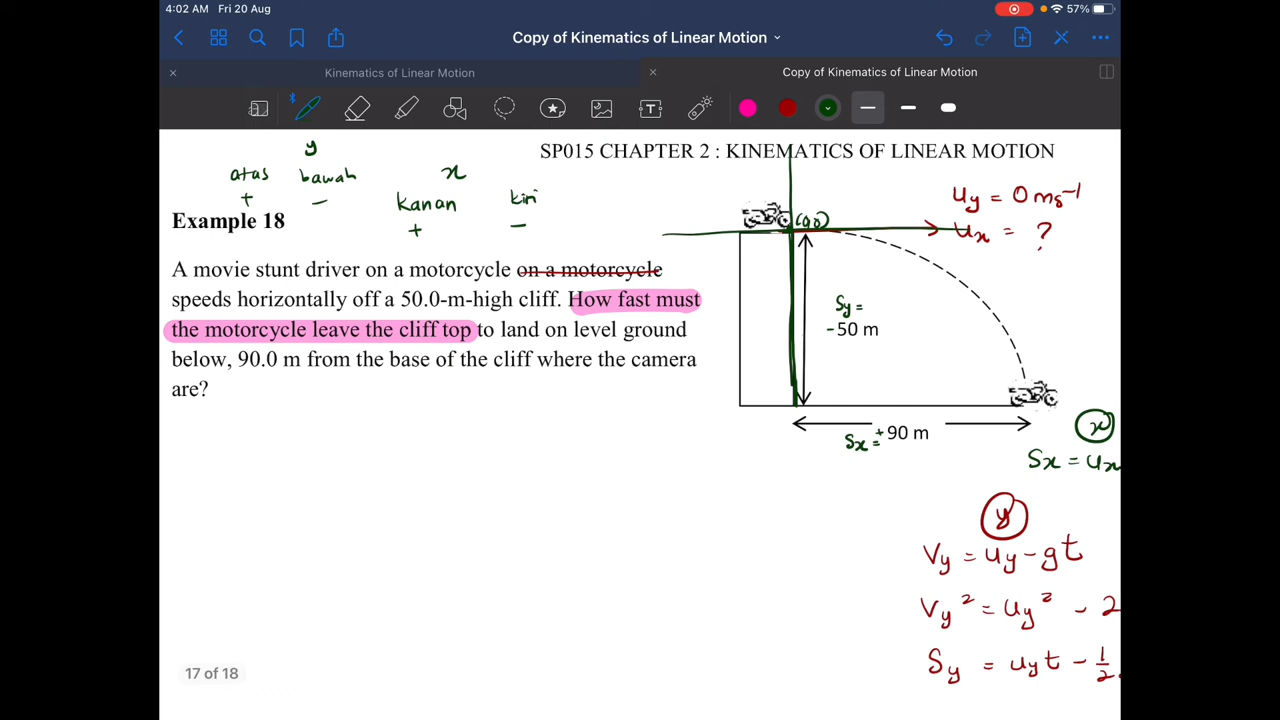 4:02 AM Fri 20 Aug
57%
Copy of Kinematics of Linear Motion
Kinematics of Linear Motion
Copy of Kinematics of Linear Motion
SP015 CHAPTER 2 : KINEMATICS OF LINEAR MOTION
y
atas bawah
+ −
x
kanan kiri
+ −
Example 18
A movie stunt driver on a motorcycle on a motorcycle
speeds horizontally off a 50.0-m-high cliff. How fast must
the motorcycle leave the cliff top to land on level ground
below, 90.0 m from the base of the cliff where the camera
are?
uy = 0 ms⁻¹
ux = ?
Sy =
-50 m
Sx = +90 m
x
Sx = ux
y
Vy = uy - gt
Vy² = uy² - 2
Sy = uyt - 1/2
17 of 18